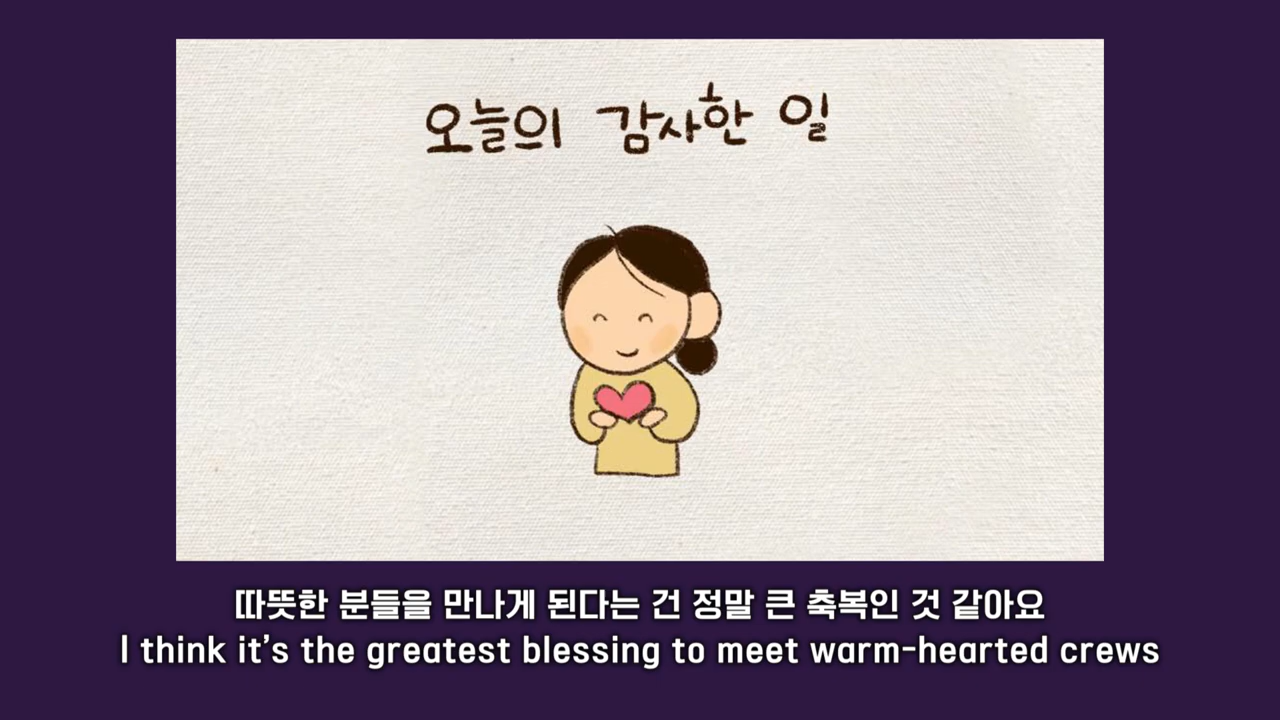 오늘의 감사한 일
따뜻한 분들을 만나게 된다는 건 정말 큰 축복인 것 같아요
I think it's the greatest blessing to meet warm-hearted crews